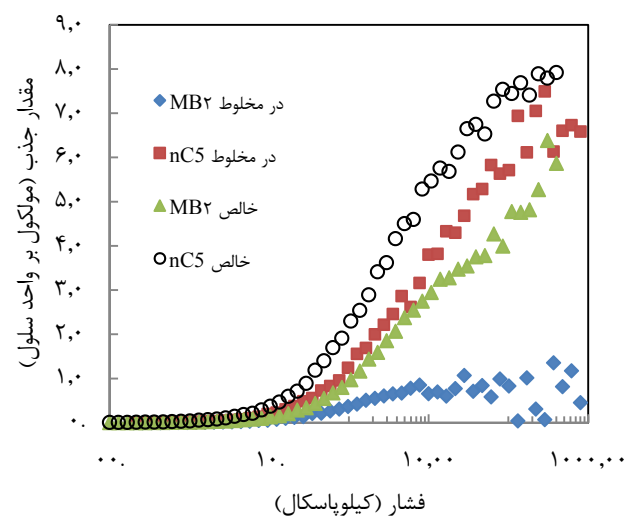 ۹,۰
۸,۰
۷,۰
۶,۰
۵,۰
۴,۰
۳,۰
۲,۰
۱,۰
۰.
مقدار جذب (مولکول بر واحد سلول)
MB۲ در مخلوط
nC5 در مخلوط
MB۲ خالص
nC5 خالص
۰۰.
۱۰.
۱۰,۰۰
۱۰۰۰,۰۰
فشار (کیلوپاسکال)